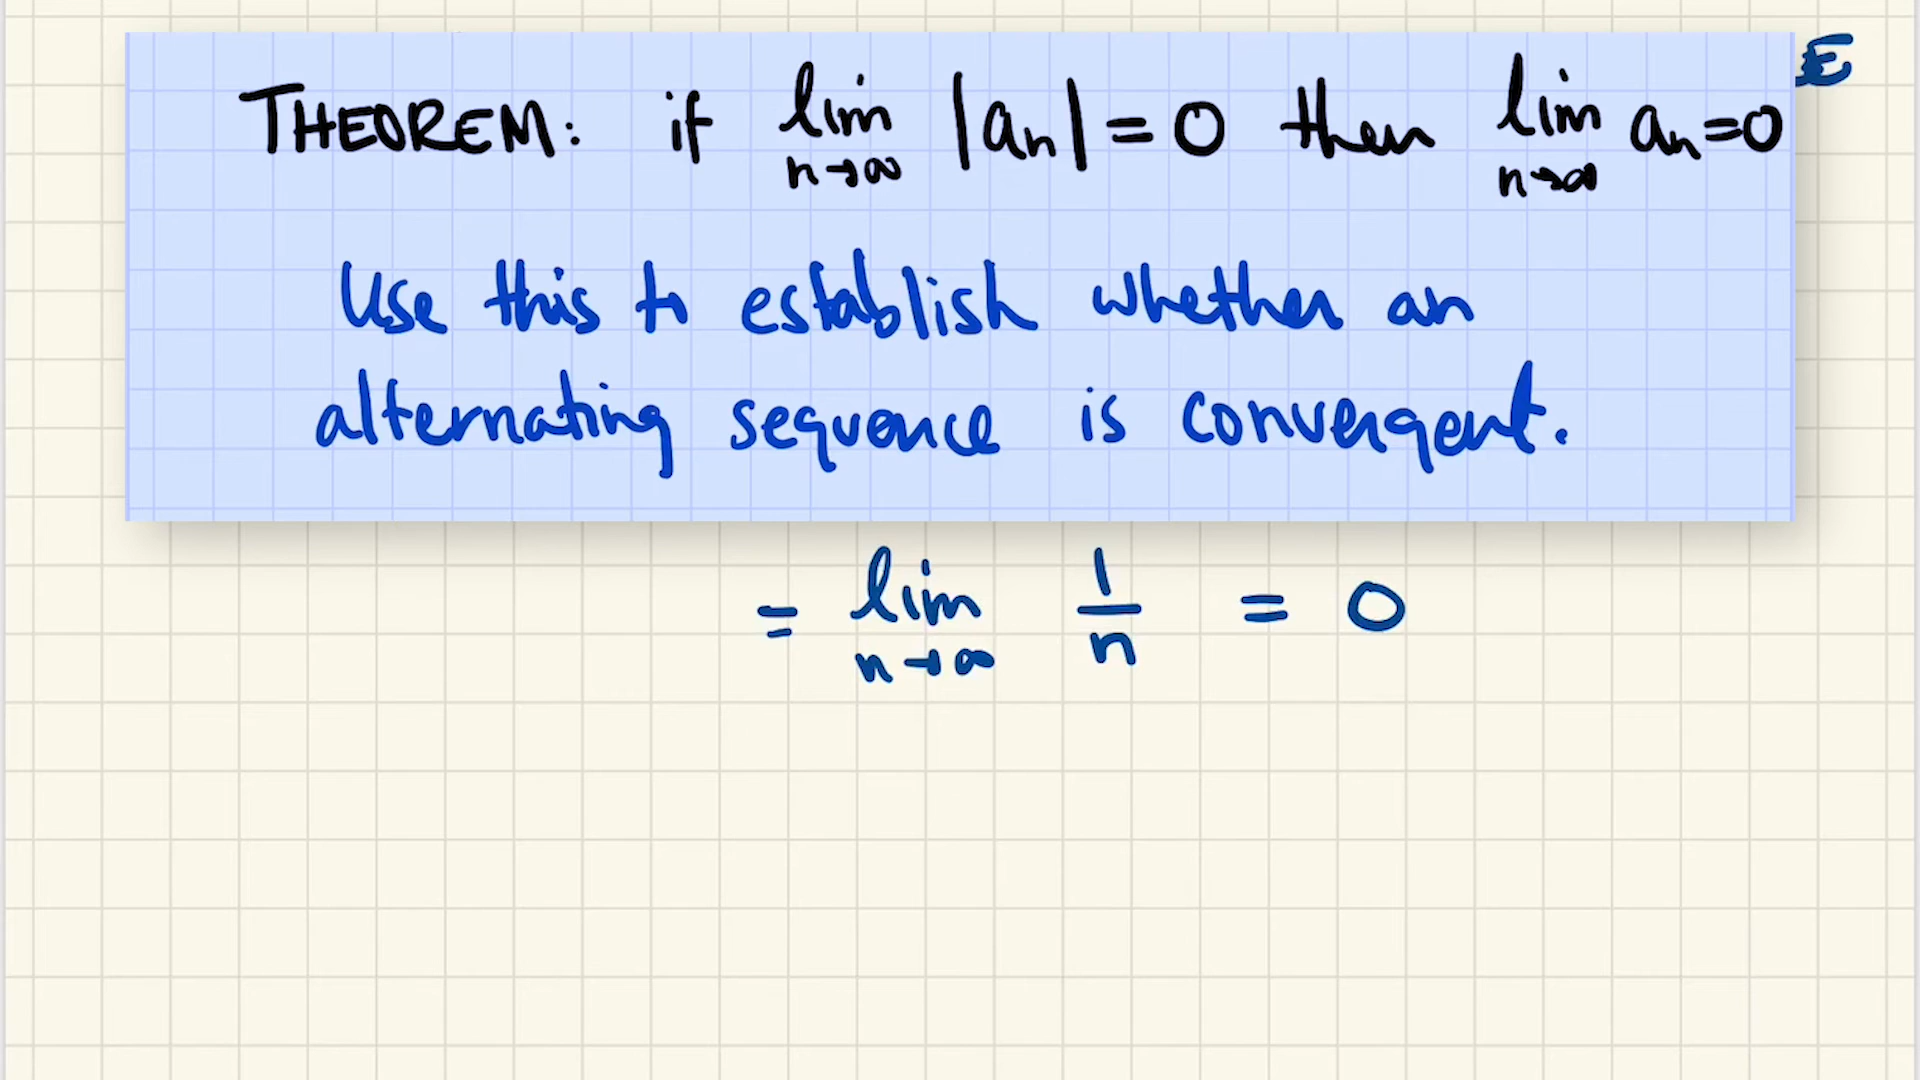 THEOREM: if lim n→∞ |aₙ| = 0 then lim n→∞ aₙ = 0
Use this to establish whether an
alternating sequence is convergent.
= lim n→∞ 1/n = 0